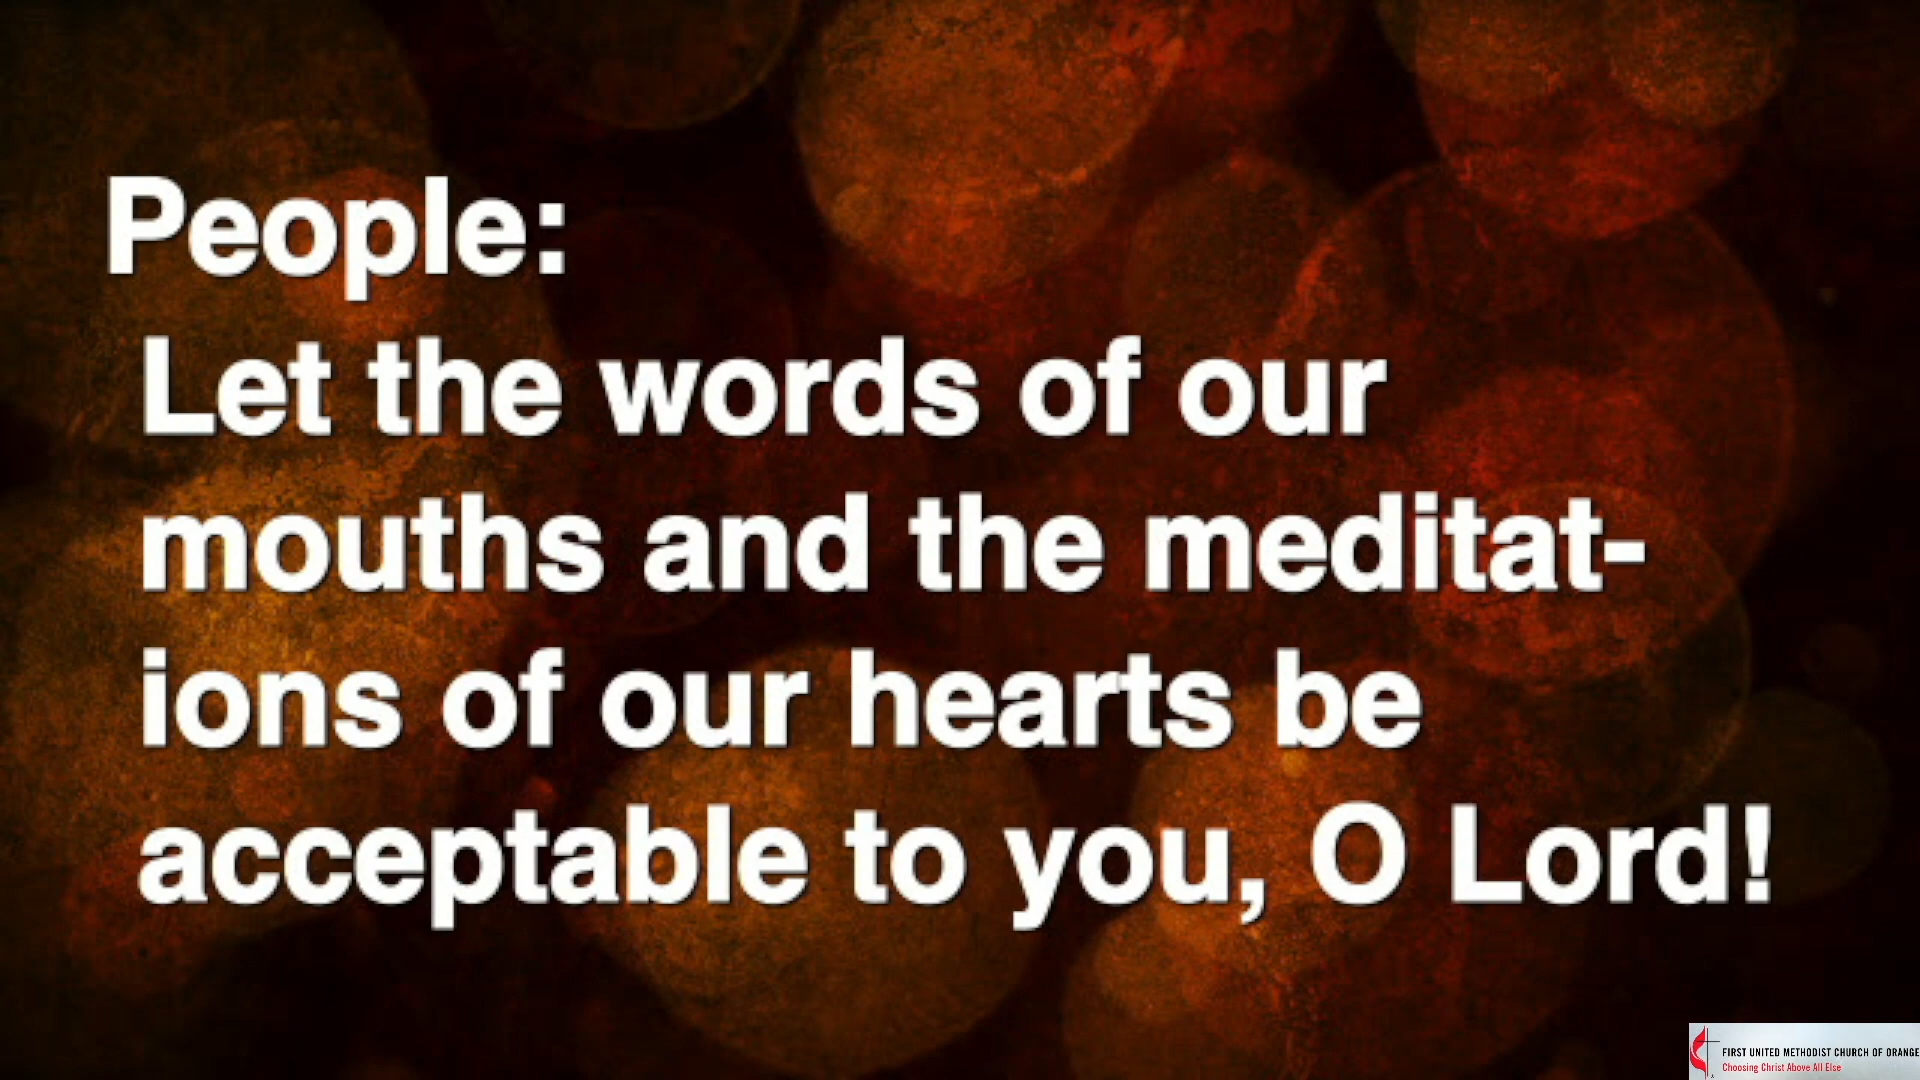 People:
Let the words of our
mouths and the meditat-
ions of our hearts be
acceptable to you, O Lord!
FIRST UNITED METHODIST CHURCH OF ORANGE
Choosing Christ Above All Else